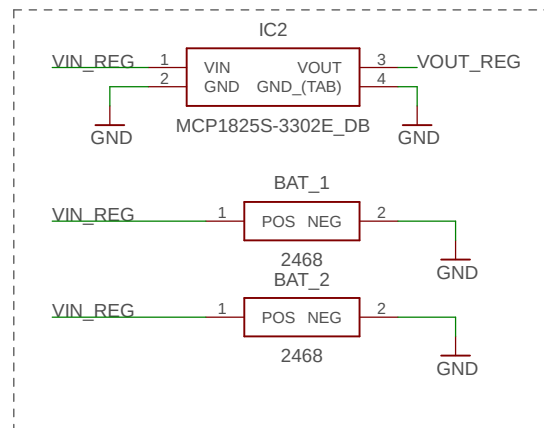 IC2
VIN_REG 1 VIN VOUT 3 VOUT_REG
2 GND GND_(TAB) 4
GND GND
MCP1825S-3302E_DB
BAT_1
VIN_REG 1 POS NEG 2
2468
GND
BAT_2
VIN_REG 1 POS NEG 2
2468
GND